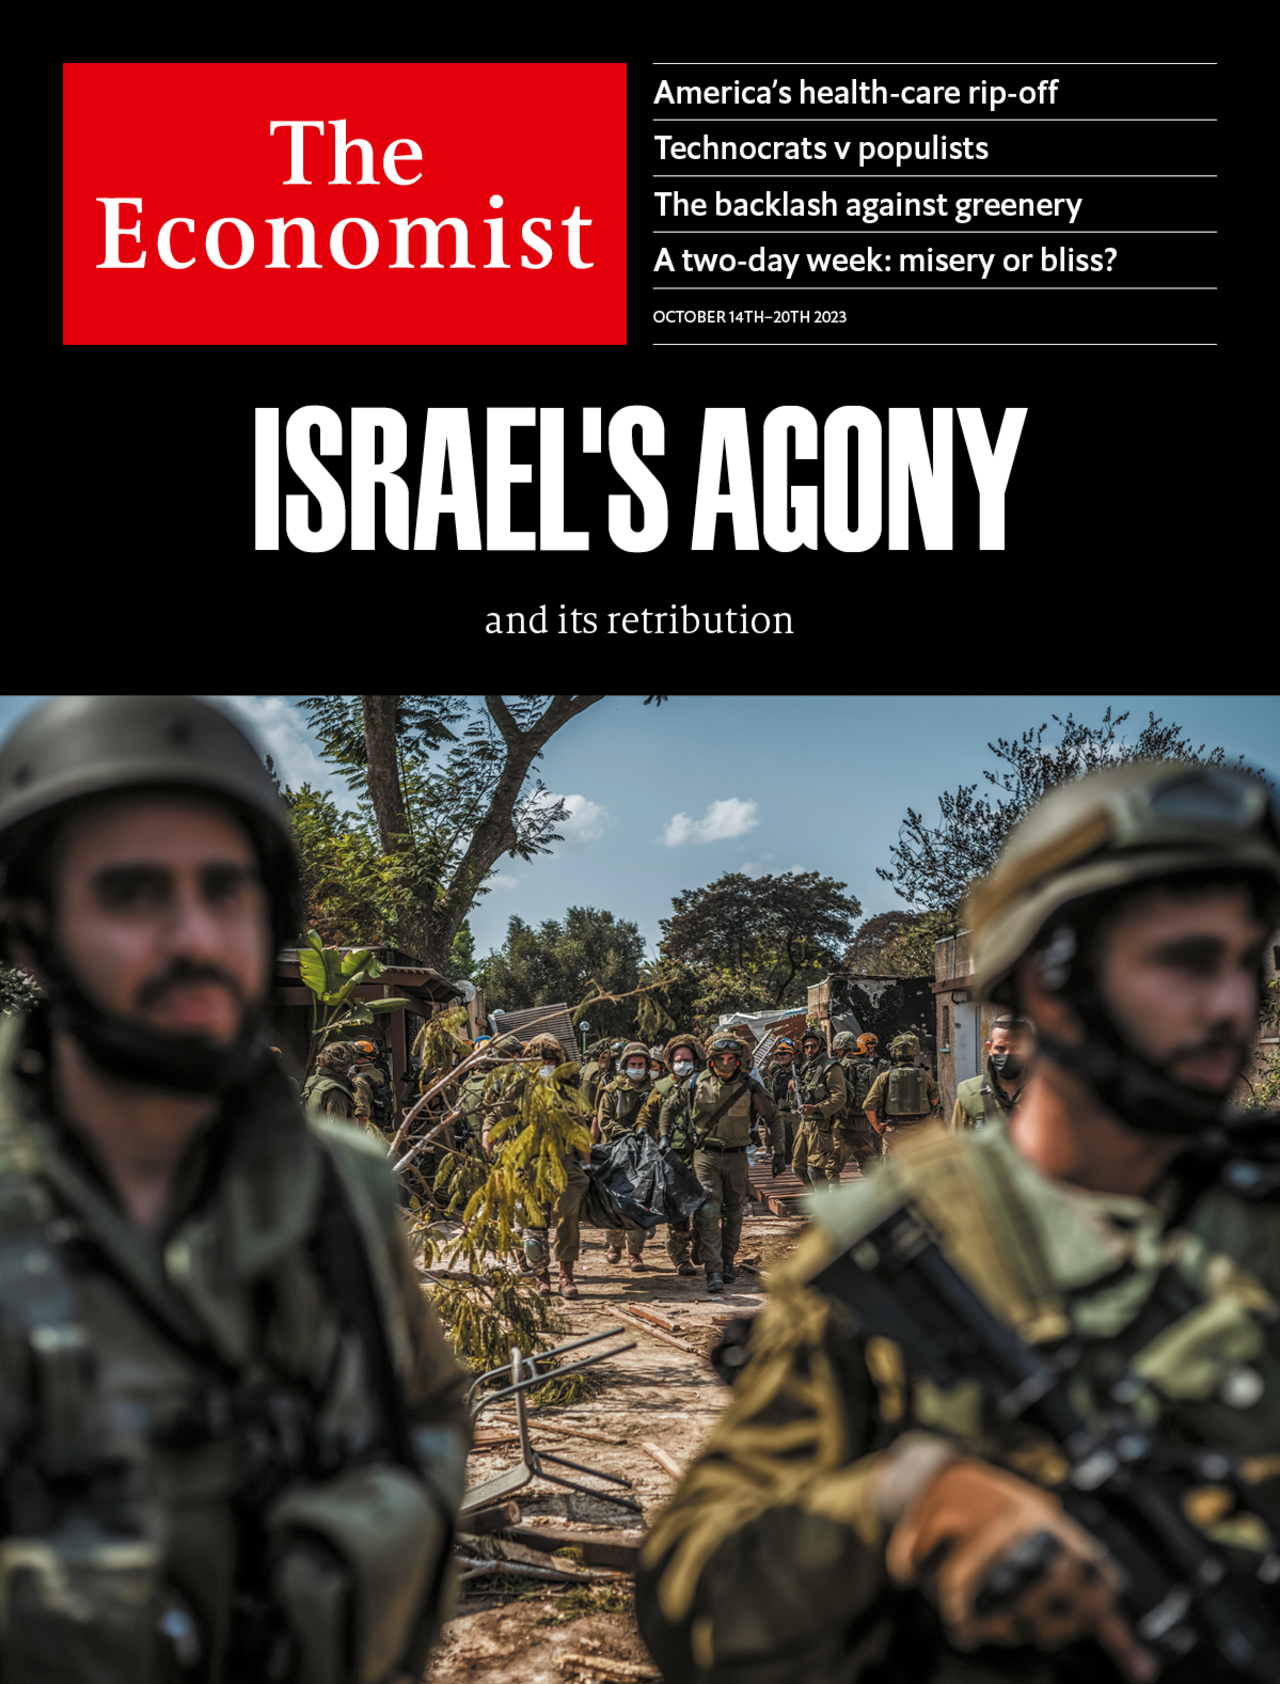 The
Economist
America’s health-care rip-off
Technocrats v populists
The backlash against greenery
A two-day week: misery or bliss?
OCTOBER 14TH–20TH 2023
ISRAEL'S AGONY
and its retribution